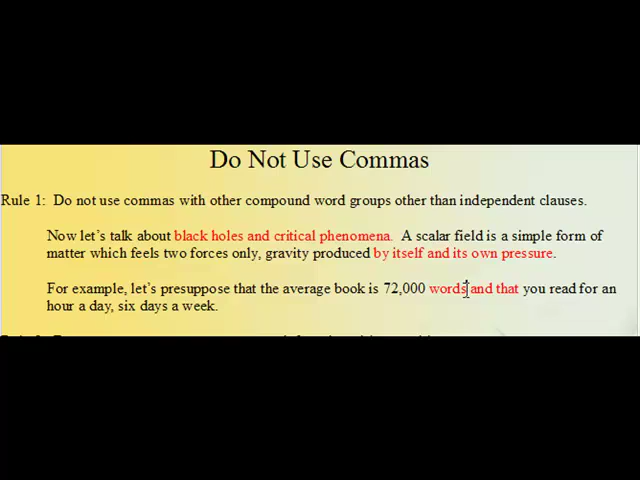 Do Not Use Commas
Rule 1: Do not use commas with other compound word groups other than independent clauses.
Now let's talk about black holes and critical phenomena. A scalar field is a simple form of
matter which feels two forces only, gravity produced by itself and its own pressure.
For example, let's presuppose that the average book is 72,000 words and that you read for an
hour a day, six days a week.